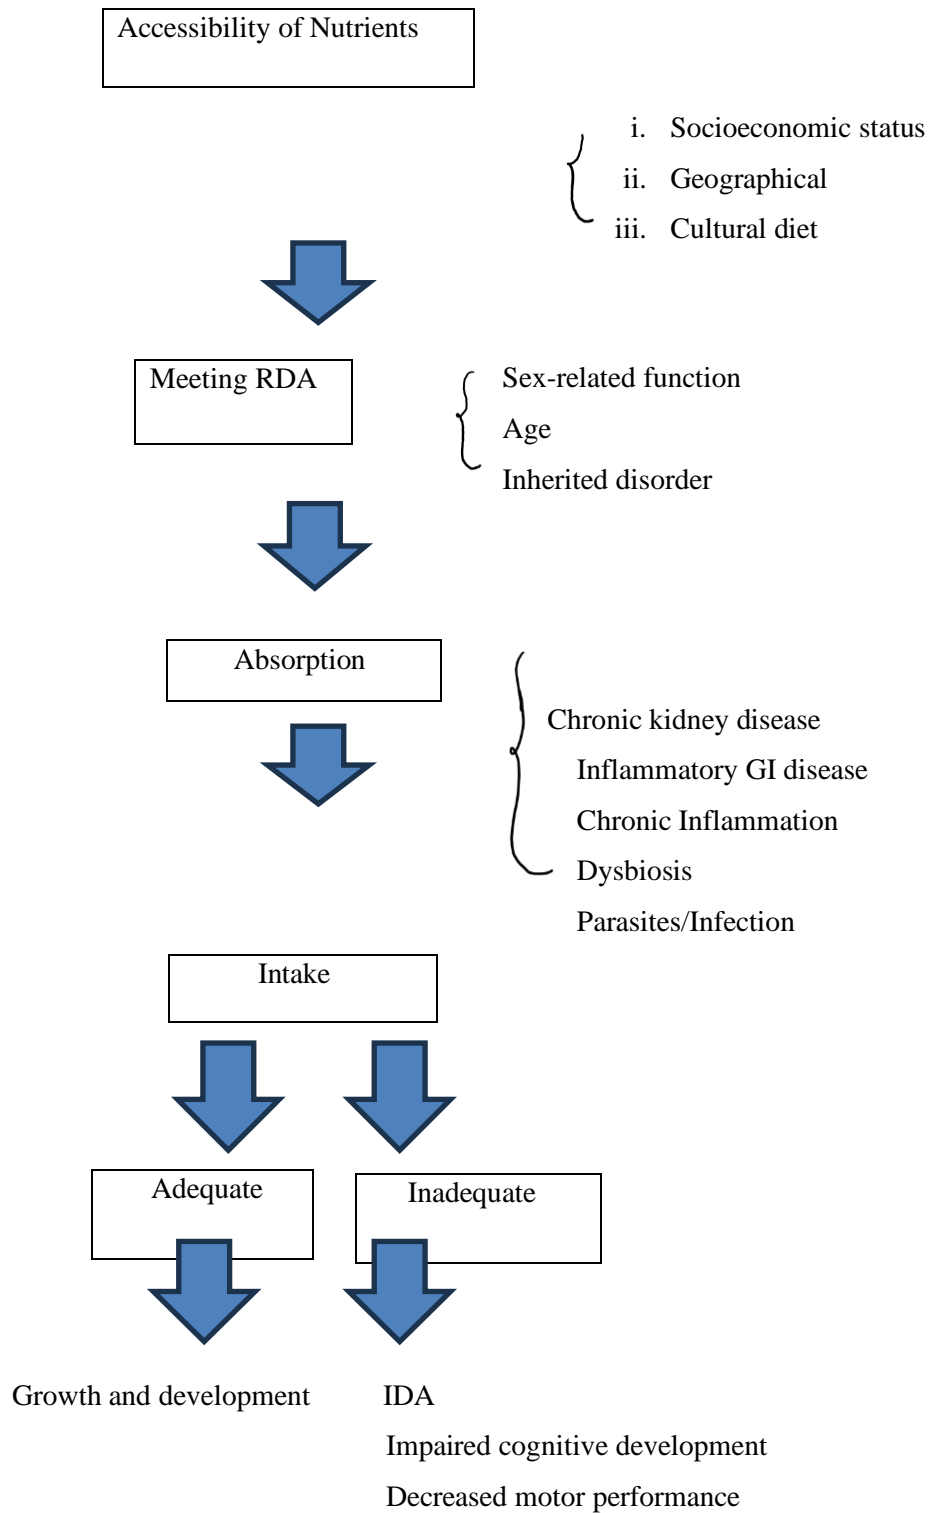 Accessibility of Nutrients
i. Socioeconomic status
ii. Geographical
iii. Cultural diet
Meeting RDA
Sex-related function
Age
Inherited disorder
Absorption
Chronic kidney disease
Inflammatory GI disease
Chronic Inflammation
Dysbiosis
Parasites/Infection
Intake
Adequate
Inadequate
Growth and development
IDA
Impaired cognitive development
Decreased motor performance